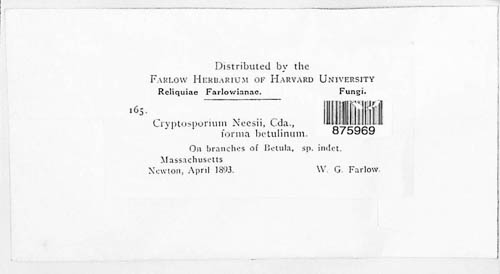 Distributed by the
FARLOW HERBARIUM OF HARVARD UNIVERSITY
Reliquiae Farlowianae. Fungi.
165.
875969
Cryptosporium Neesii, Cda.,
forma betulinum.
On branches of Betula, sp. indet.
Massachusetts
Newton, April 1893. W. G. Farlow.